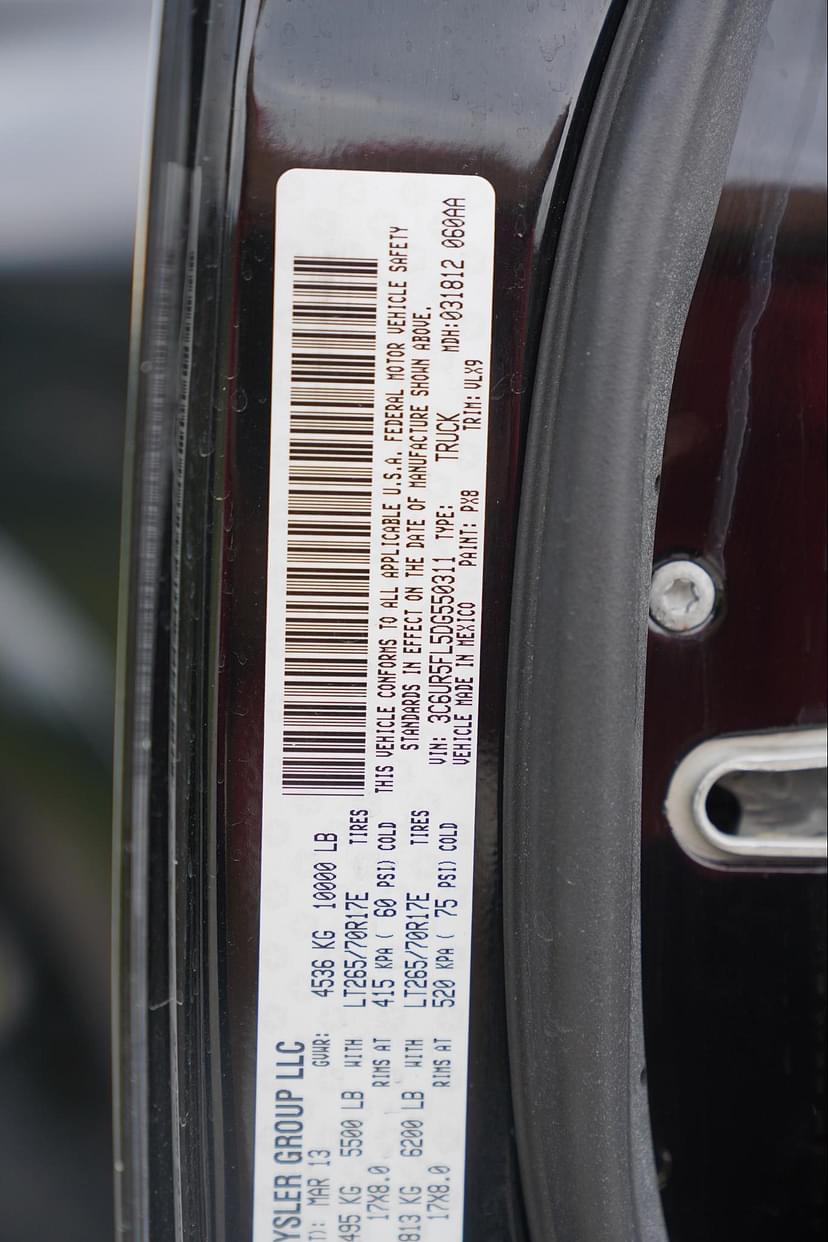 YSLER GROUP LLC
T): MAR 13 GVWR: 4536 KG 10000 LB
495 KG 5500 LB WITH LT265/70R17E TIRES
17X8.0 RIMS AT 415 KPA ( 60 PSI) COLD
813 KG 6200 LB WITH LT265/70R17E TIRES
17X8.0 RIMS AT 520 KPA ( 75 PSI) COLD
THIS VEHICLE CONFORMS TO ALL APPLICABLE U.S.A. FEDERAL MOTOR VEHICLE SAFETY
STANDARDS IN EFFECT ON THE DATE OF MANUFACTURE SHOWN ABOVE.
VIN: 3C6UR5FL5DG550311 TYPE: TRUCK MDH:031812 060AA
VEHICLE MADE IN MEXICO PAINT: PX8 TRIM: VLX9